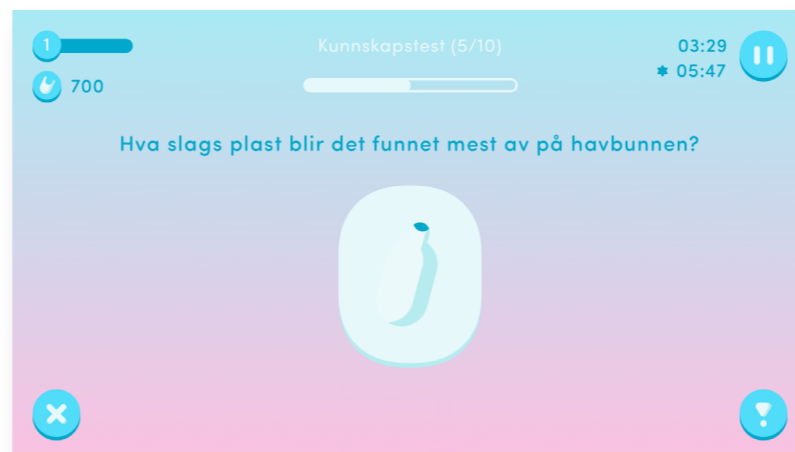 1
Kunnskapstest (5/10)
03:29
05:47
700
Hva slags plast blir det funnet mest av på havbunnen?